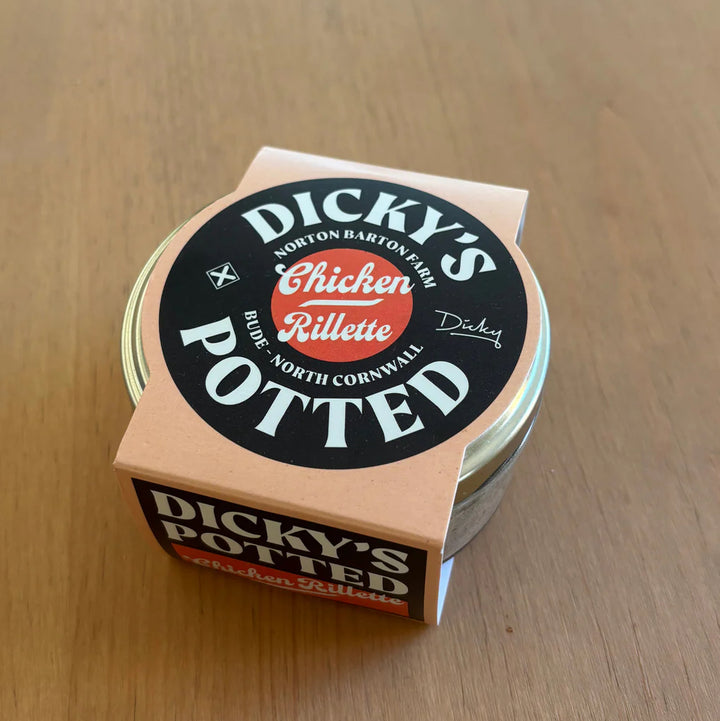 DICKY'S
NORTON BARTON FARM
Chicken
Rillette
Dicky
BUDE - NORTH CORNWALL
POTTED
DICKY'S
POTTED
Chicken Rillette